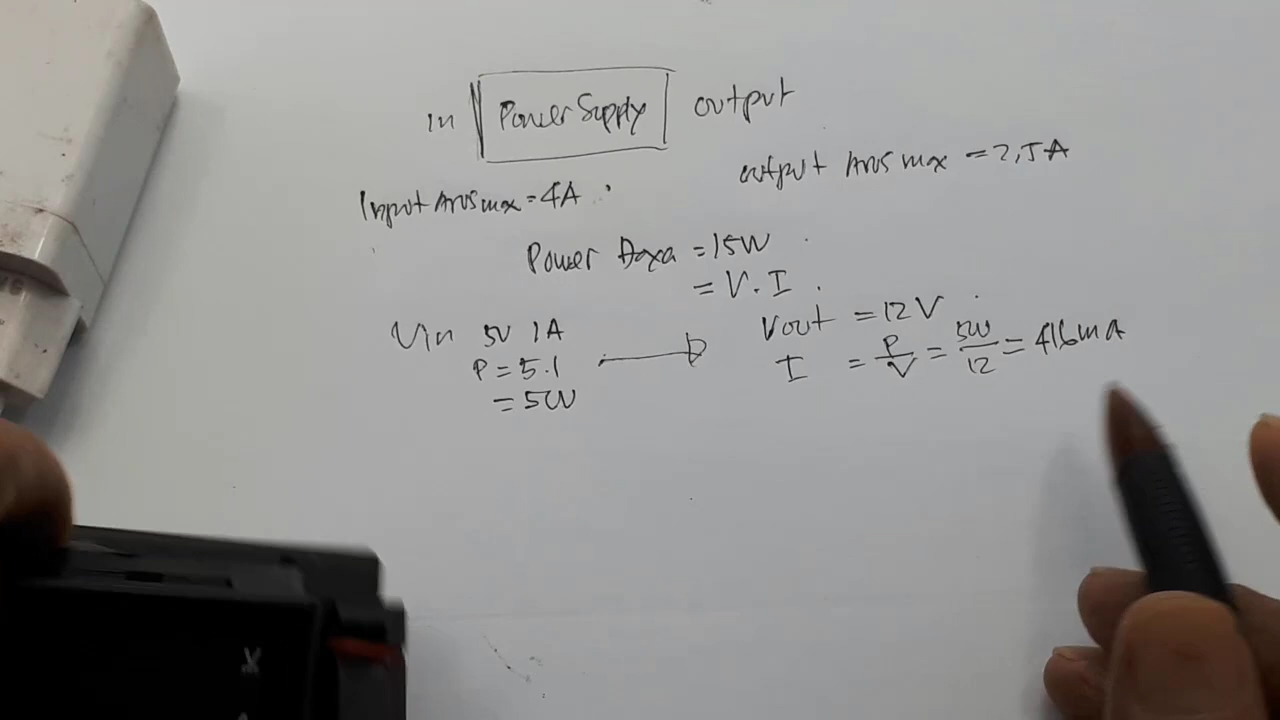 in Power Supply output
Input Arus max = 4A
output Arus max = 2,5A
Power Daya = 15W
= V. I
Vin 5V 1A
P = 5.1
= 5W
Vout = 12V
I = P/V = 5W/12 = 416mA
X